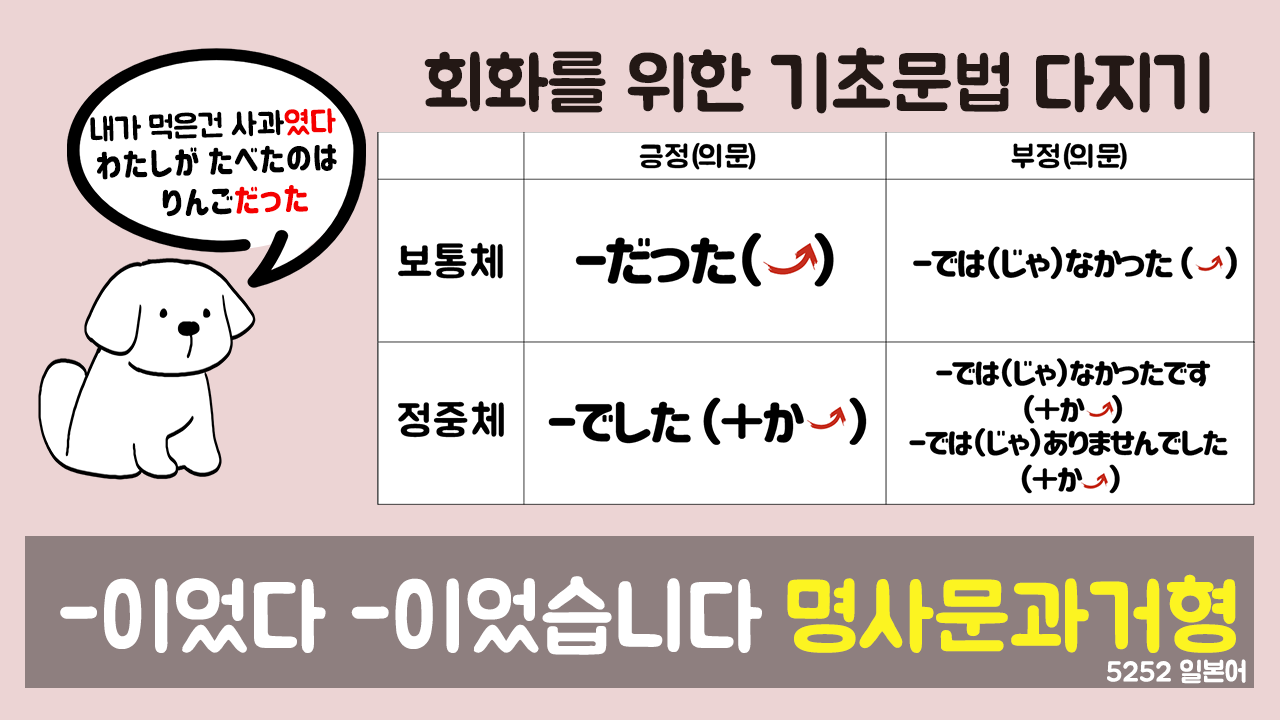 회화를 위한 기초문법 다지기
내가 먹은건 사과였다
わたしが たべたのは
りんごだった
긍정(의문)
부정(의문)
보통체
-だった( )
-では(じゃ)なかった ( )
정중체
-でした (+か )
-では(じゃ)なかったです
(+か )
-では(じゃ)ありませんでした
(+か )
-이었다 -이었습니다 명사문과거형
5252 일본어